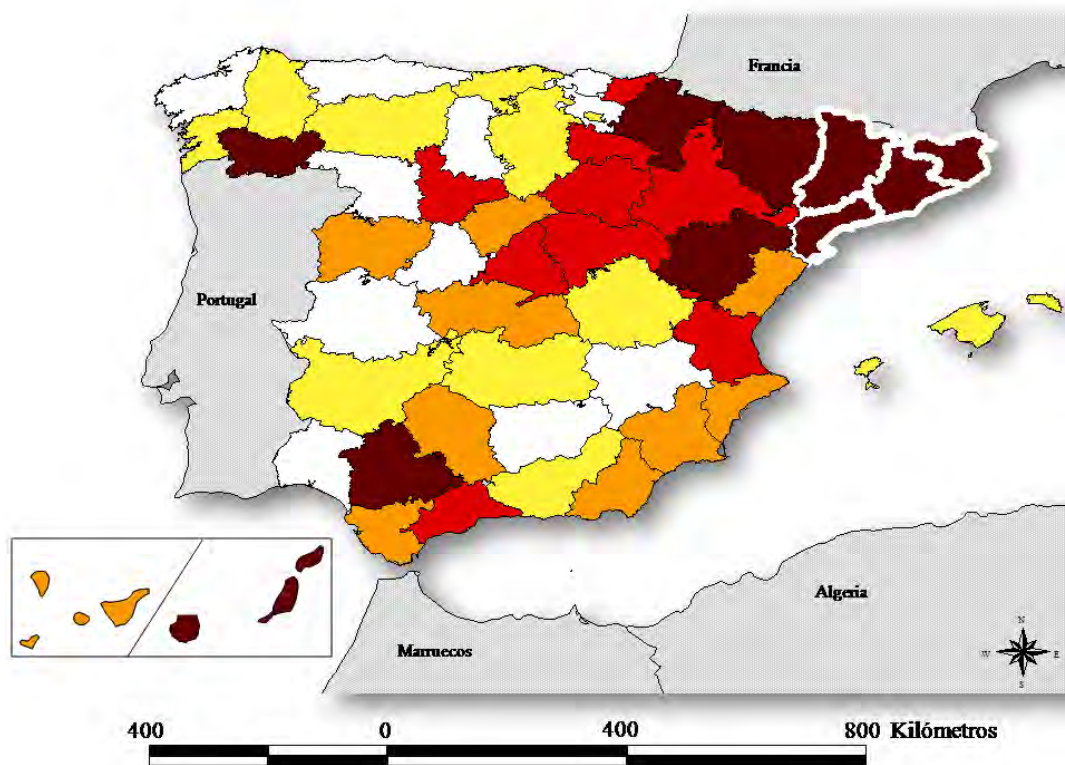 Francia
Portugal
Algeria
Marruecos
N
W E
S
400 0 400 800 Kilómetros